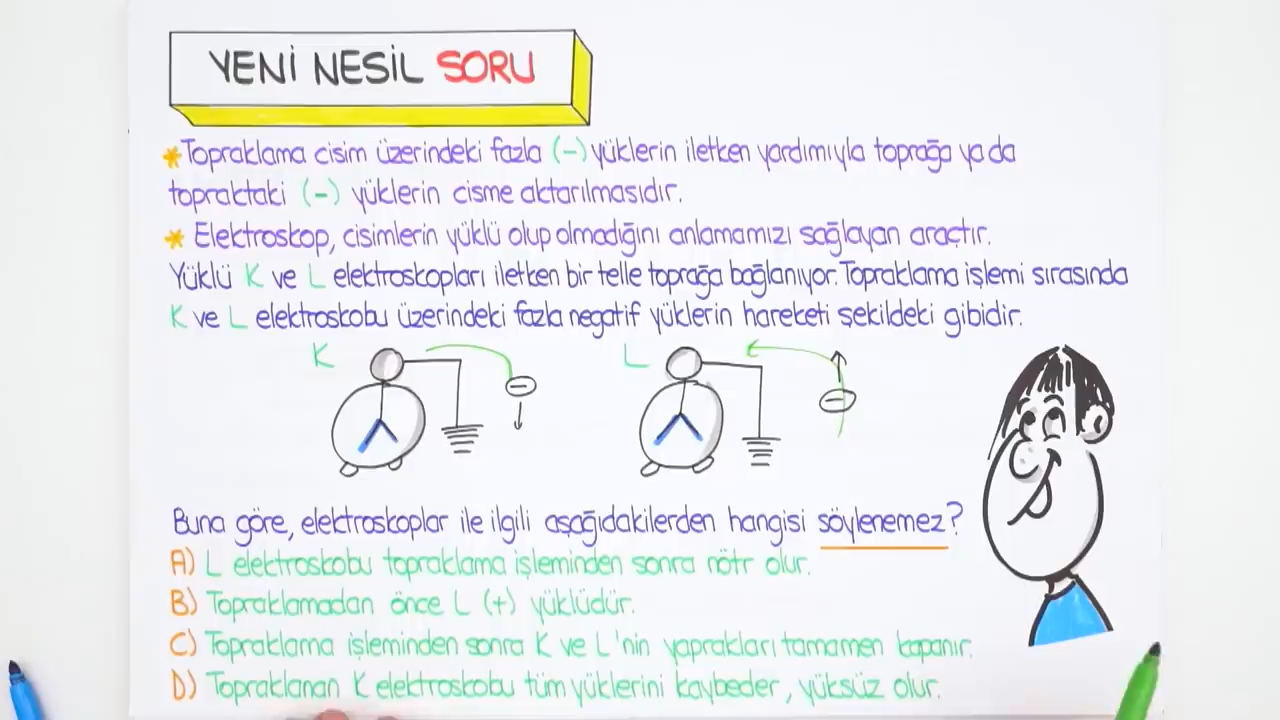 YENİ NESİL SORU
* Topraklama cisim üzerindeki fazla (-) yüklerin iletken yardımıyla toprağa ya da
topraktaki (-) yüklerin cisme aktarılmasıdır.
* Elektroskop, cisimlerin yüklü olup olmadığını anlamamızı sağlayan araçtır.
Yüklü K ve L elektroskopları iletken bir telle toprağa bağlanıyor. Topraklama işlemi sırasında
K ve L elektroskobu üzerindeki fazla negatif yüklerin hareketi şekildeki gibidir.
K L
- -
Buna göre, elektroskoplar ile ilgili aşağıdakilerden hangisi söylenemez?
A) L elektroskobu topraklama işleminden sonra nötr olur.
B) Topraklamadan önce L (+) yüklüdür.
C) Topraklama işleminden sonra K ve L'nin yaprakları tamamen kapanır.
D) Topraklanan K elektroskobu tüm yüklerini kaybeder, yüksüz olur.